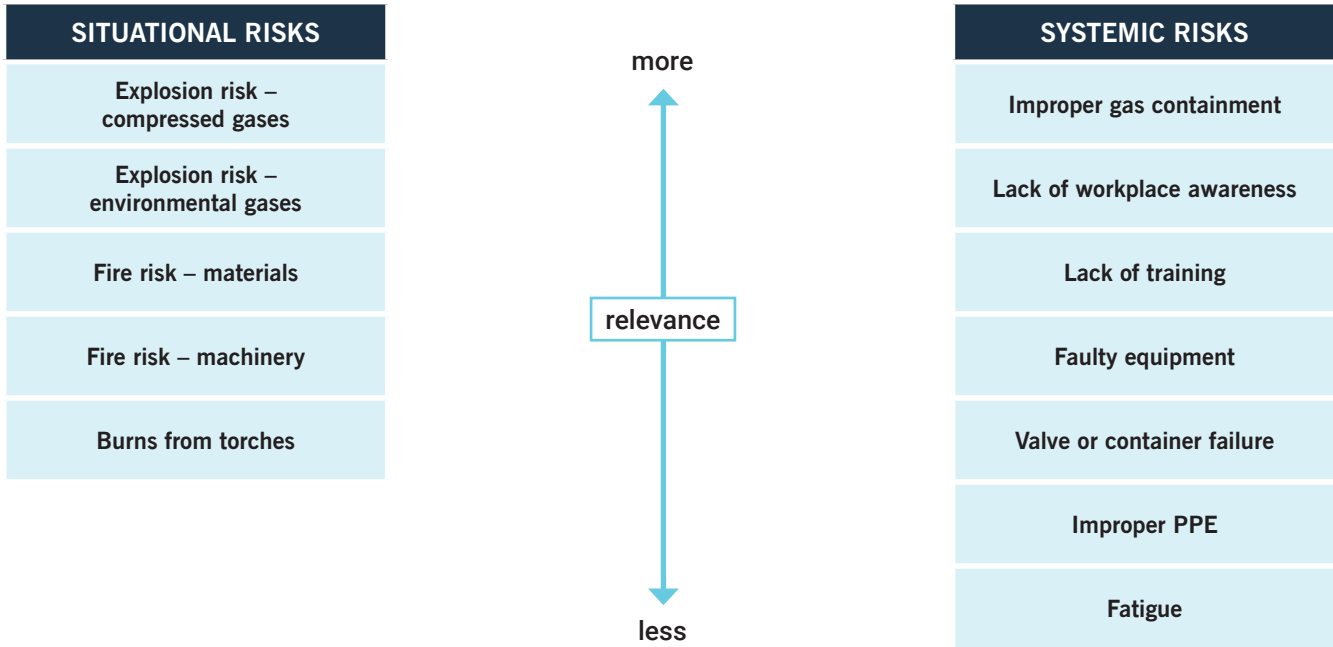 SITUATIONAL RISKS
Explosion risk –
compressed gases
Explosion risk –
environmental gases
Fire risk – materials
Fire risk – machinery
Burns from torches
more
relevance
less
SYSTEMIC RISKS
Improper gas containment
Lack of workplace awareness
Lack of training
Faulty equipment
Valve or container failure
Improper PPE
Fatigue